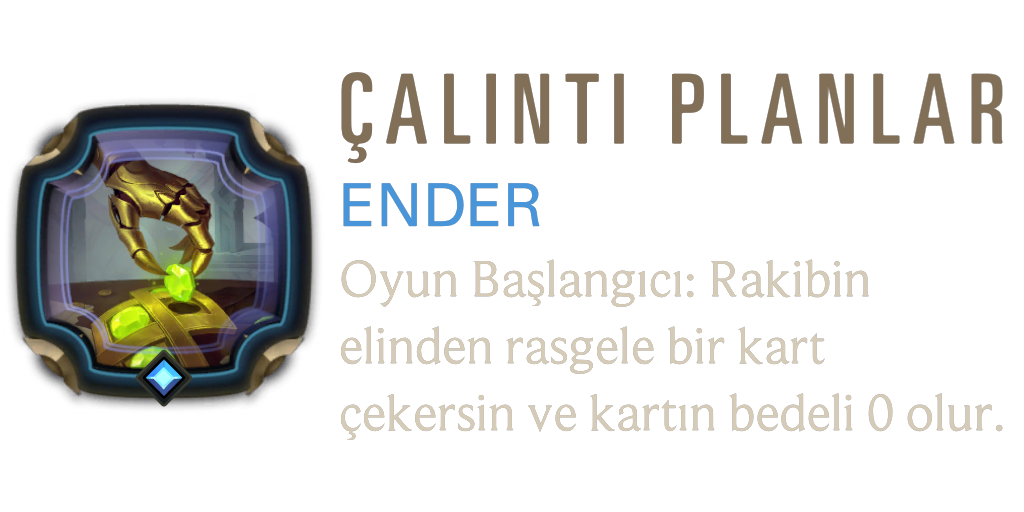 ÇALINTI PLANLAR
ENDER
Oyun Başlangıcı: Rakibin
elinden rasgele bir kart
çekersin ve kartın bedeli 0 olur.